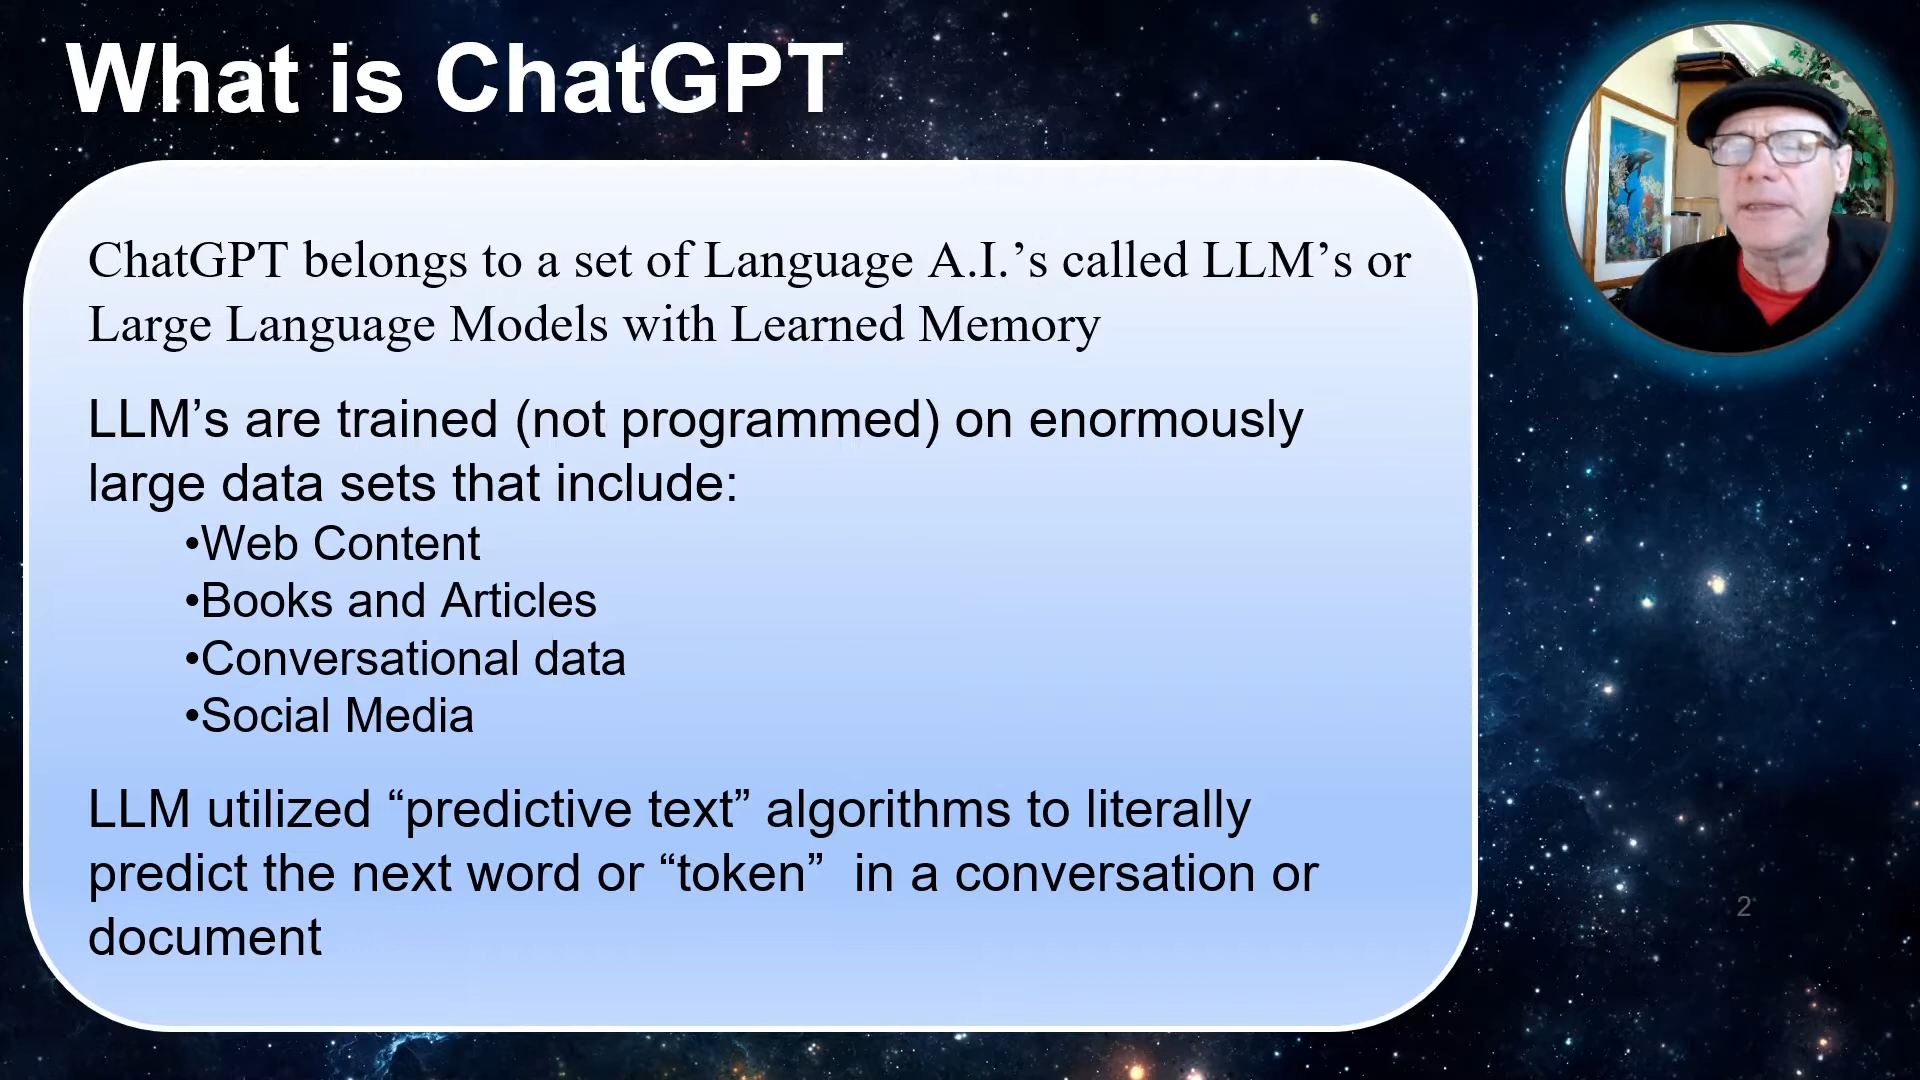 What is ChatGPT
ChatGPT belongs to a set of Language A.I.’s called LLM’s or
Large Language Models with Learned Memory
LLM’s are trained (not programmed) on enormously
large data sets that include:
•Web Content
•Books and Articles
•Conversational data
•Social Media
LLM utilized “predictive text” algorithms to literally
predict the next word or “token”  in a conversation or
document
2